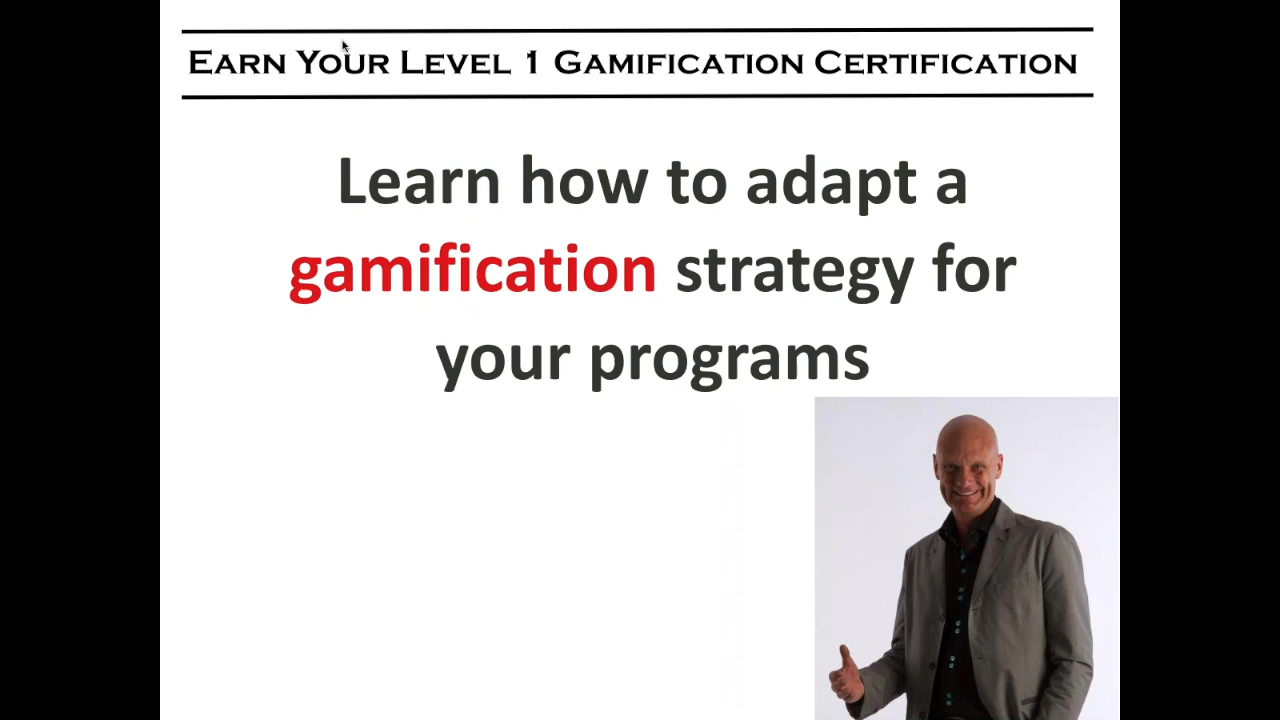 Earn Your Level 1 Gamification Certification
Learn how to adapt a
gamification strategy for
your programs